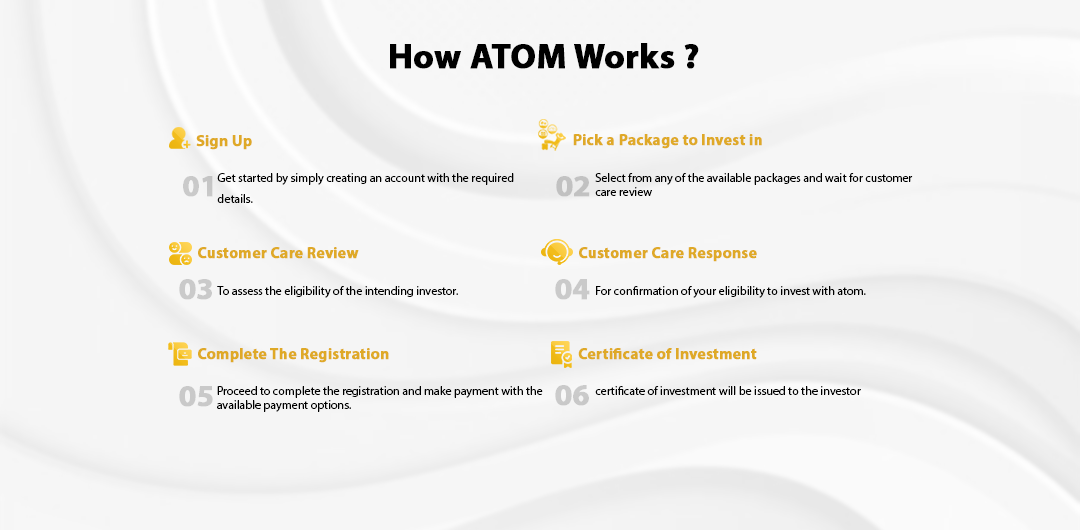 How ATOM Works ?
Sign Up
01
Get started by simply creating an account with the required
details.
Pick a Package to Invest in
02
Select from any of the available packages and wait for customer
care review
Customer Care Review
03
To assess the eligibility of the intending investor.
Customer Care Response
04
For confirmation of your eligibility to invest with atom.
Complete The Registration
05
Proceed to complete the registration and make payment with the
available payment options.
Certificate of Investment
06
certificate of investment will be issued to the investor